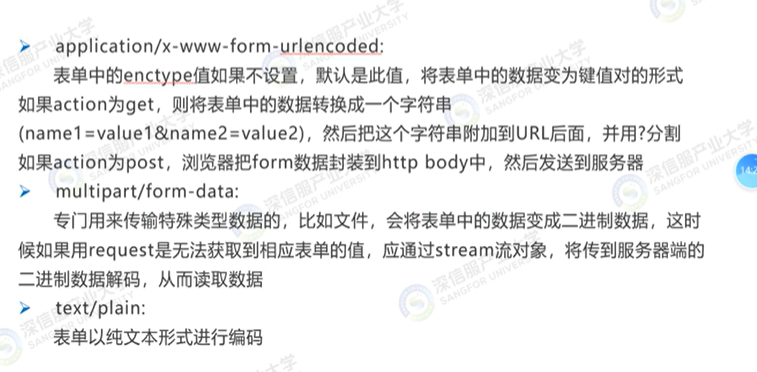 application/x-www-form-urlencoded:
表单中的enctype值如果不设置，默认是此值，将表单中的数据变为键值对的形式
如果action为get，则将表单中的数据转换成一个字符串
(name1=value1&name2=value2)，然后把这个字符串附加到URL后面，并用?分割
如果action为post，浏览器把form数据封装到http body中，然后发送到服务器
multipart/form-data:
专门用来传输特殊类型数据的，比如文件，会将表单中的数据变成二进制数据，这时
候如果用request是无法获取到相应表单的值，应通过stream流对象，将传到服务器端的
二进制数据解码，从而读取数据
text/plain:
表单以纯文本形式进行编码
深信服产业大学
SANGFOR UNIVERSITY